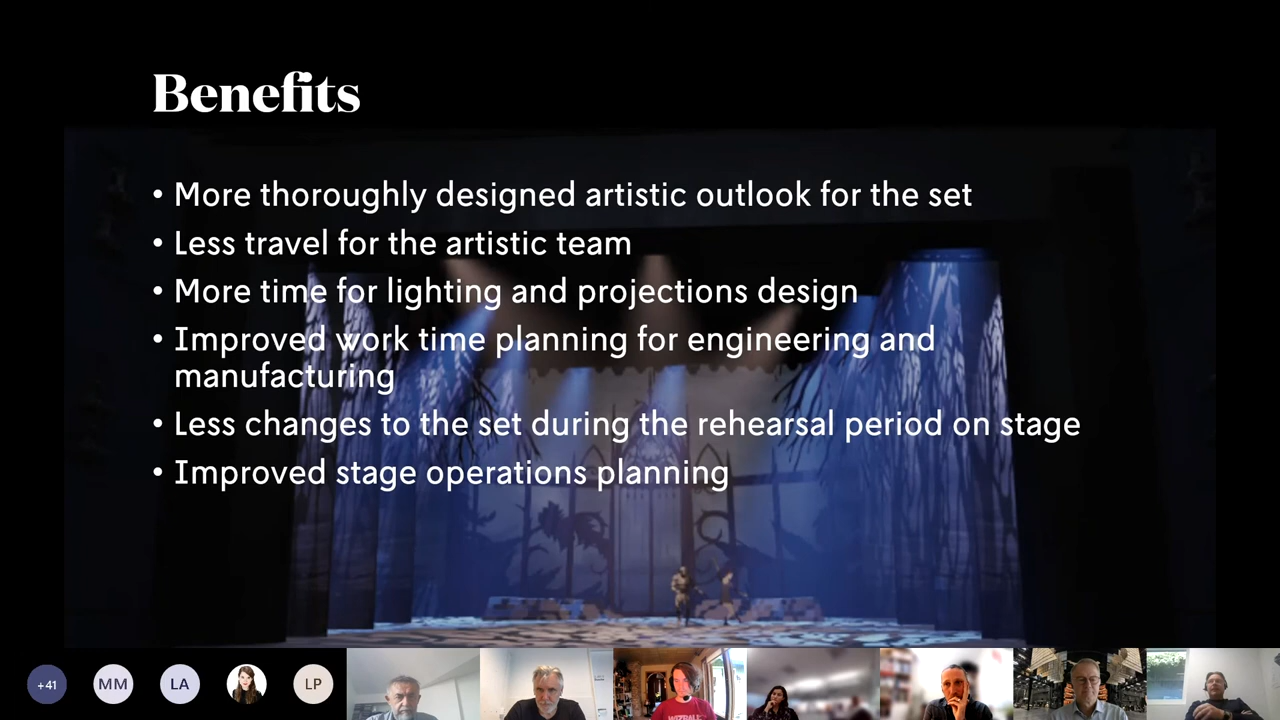 Benefits
• More thoroughly designed artistic outlook for the set
• Less travel for the artistic team
• More time for lighting and projections design
• Improved work time planning for engineering and
manufacturing
• Less changes to the set during the rehearsal period on stage
• Improved stage operations planning
+41 MM LA LP